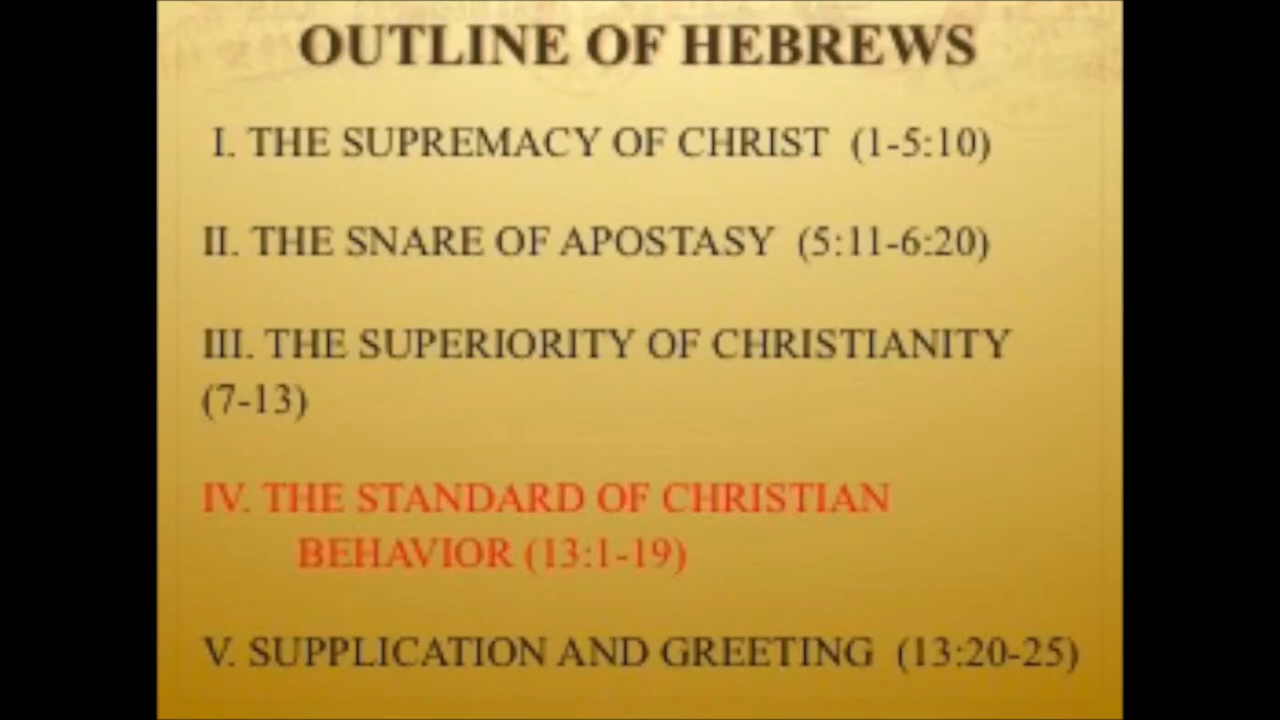 OUTLINE OF HEBREWS
I. THE SUPREMACY OF CHRIST (1-5:10)
II. THE SNARE OF APOSTASY (5:11-6:20)
III. THE SUPERIORITY OF CHRISTIANITY
(7-13)
IV. THE STANDARD OF CHRISTIAN
BEHAVIOR (13:1-19)
V. SUPPLICATION AND GREETING (13:20-25)